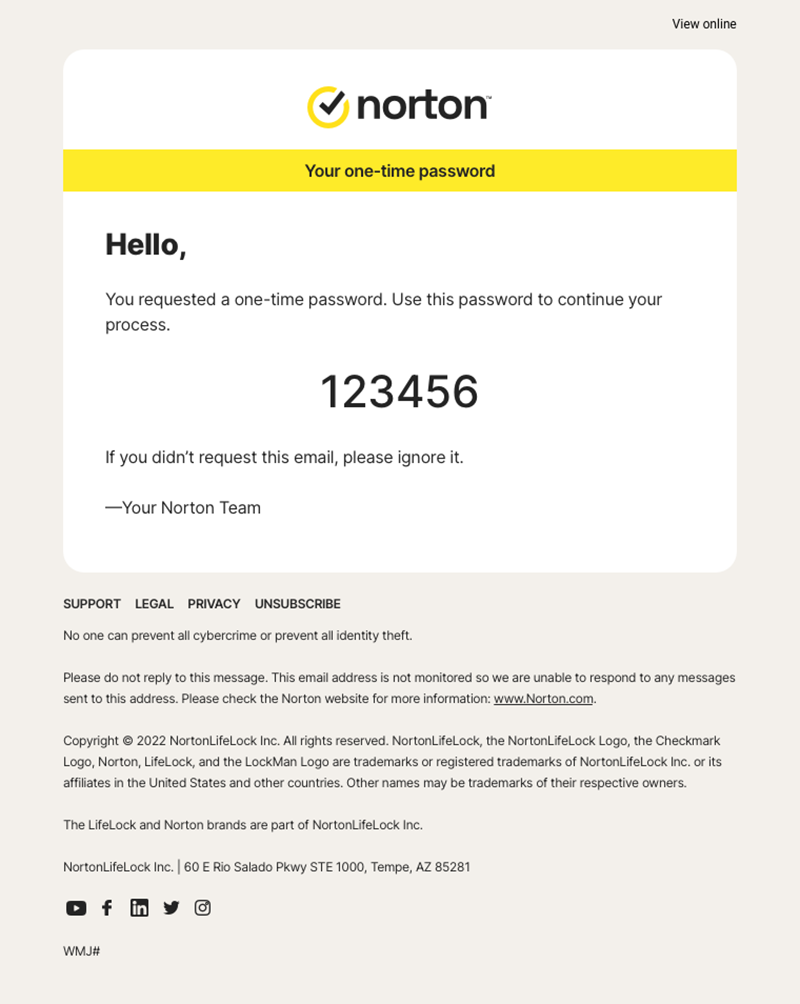 View online
norton™
Your one-time password
Hello,
You requested a one-time password. Use this password to continue your
process.
123456
If you didn’t request this email, please ignore it.
—Your Norton Team
SUPPORT LEGAL PRIVACY UNSUBSCRIBE
No one can prevent all cybercrime or prevent all identity theft.
Please do not reply to this message. This email address is not monitored so we are unable to respond to any messages
sent to this address. Please check the Norton website for more information: www.Norton.com.
Copyright © 2022 NortonLifeLock Inc. All rights reserved. NortonLifeLock, the NortonLifeLock Logo, the Checkmark
Logo, Norton, LifeLock, and the LockMan Logo are trademarks or registered trademarks of NortonLifeLock Inc. or its
affiliates in the United States and other countries. Other names may be trademarks of their respective owners.
The LifeLock and Norton brands are part of NortonLifeLock Inc.
NortonLifeLock Inc. | 60 E Rio Salado Pkwy STE 1000, Tempe, AZ 85281
WMJ#